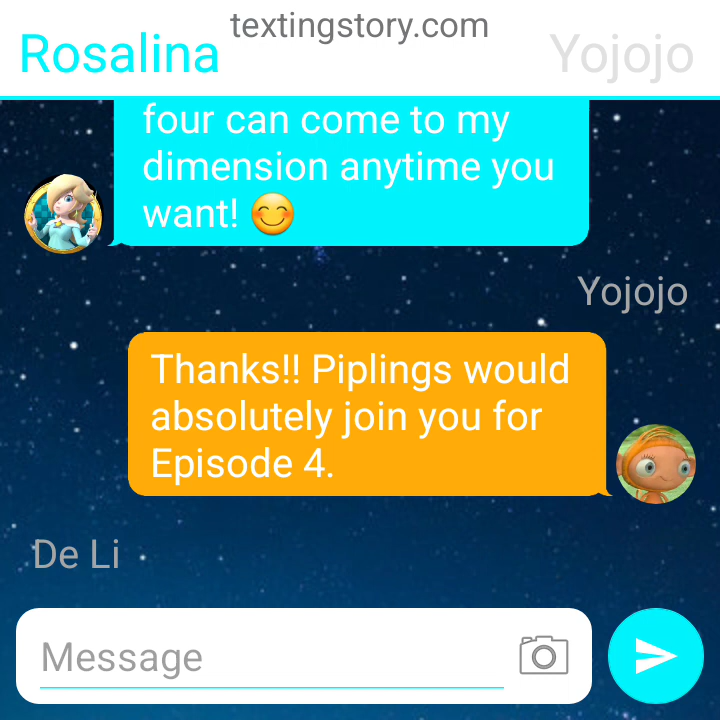 textingstory.com
Rosalina
Yojojo
four can come to my
dimension anytime you
want! 😊
Yojojo
Thanks!! Piplings would
absolutely join you for
Episode 4.
De Li
Message